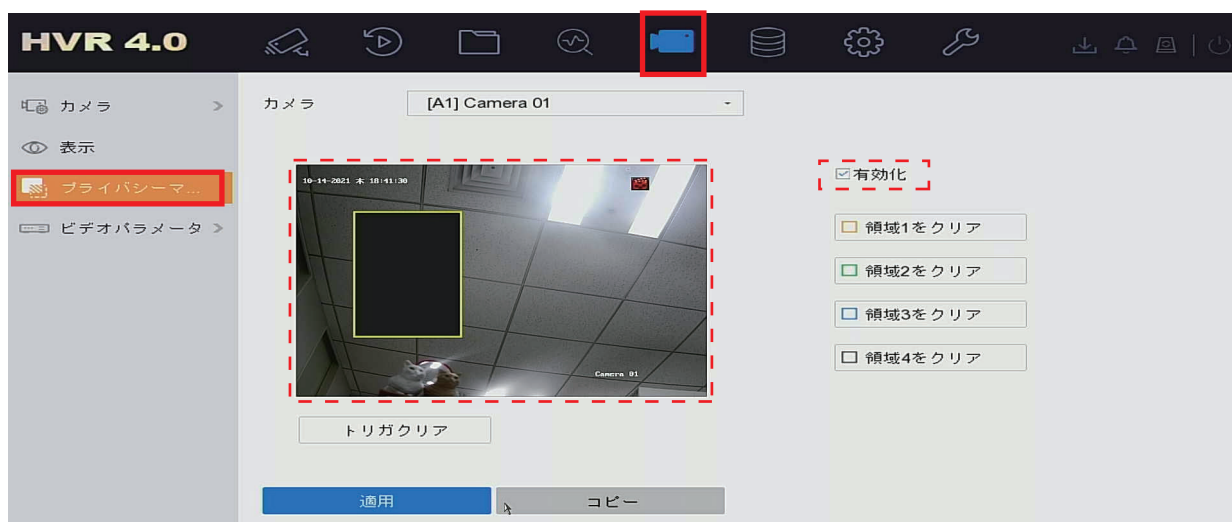 HVR 4.0
カメラ
表示
プライバシーマ...
ビデオパラメータ
カメラ
[A1] Camera 01
10-14-2021 木 18:41:30
Camera 01
有効化
領域1をクリア
領域2をクリア
領域3をクリア
領域4をクリア
トリガクリア
適用
コピー